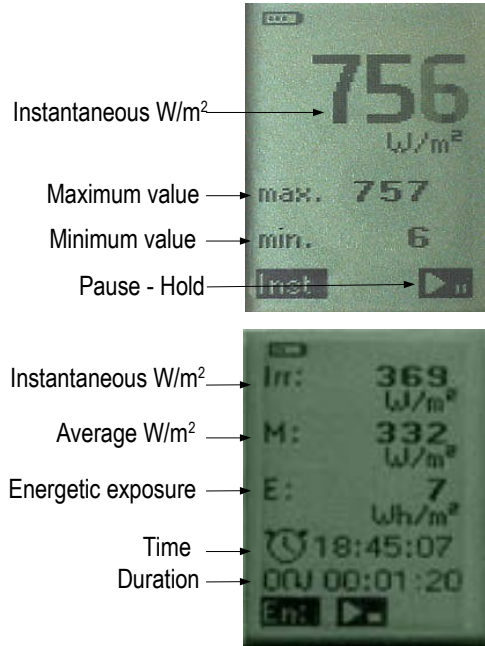 756
Instantaneous W/m²
W/m²
Maximum value max. 757
Minimum value min. 6
Pause - Hold Inst
Instantaneous W/m² Irr: 369
W/m²
Average W/m² M: 332
W/m²
Energetic exposure E: 7
Wh/m²
Time 18:45:07
Duration 00:01:20
En: